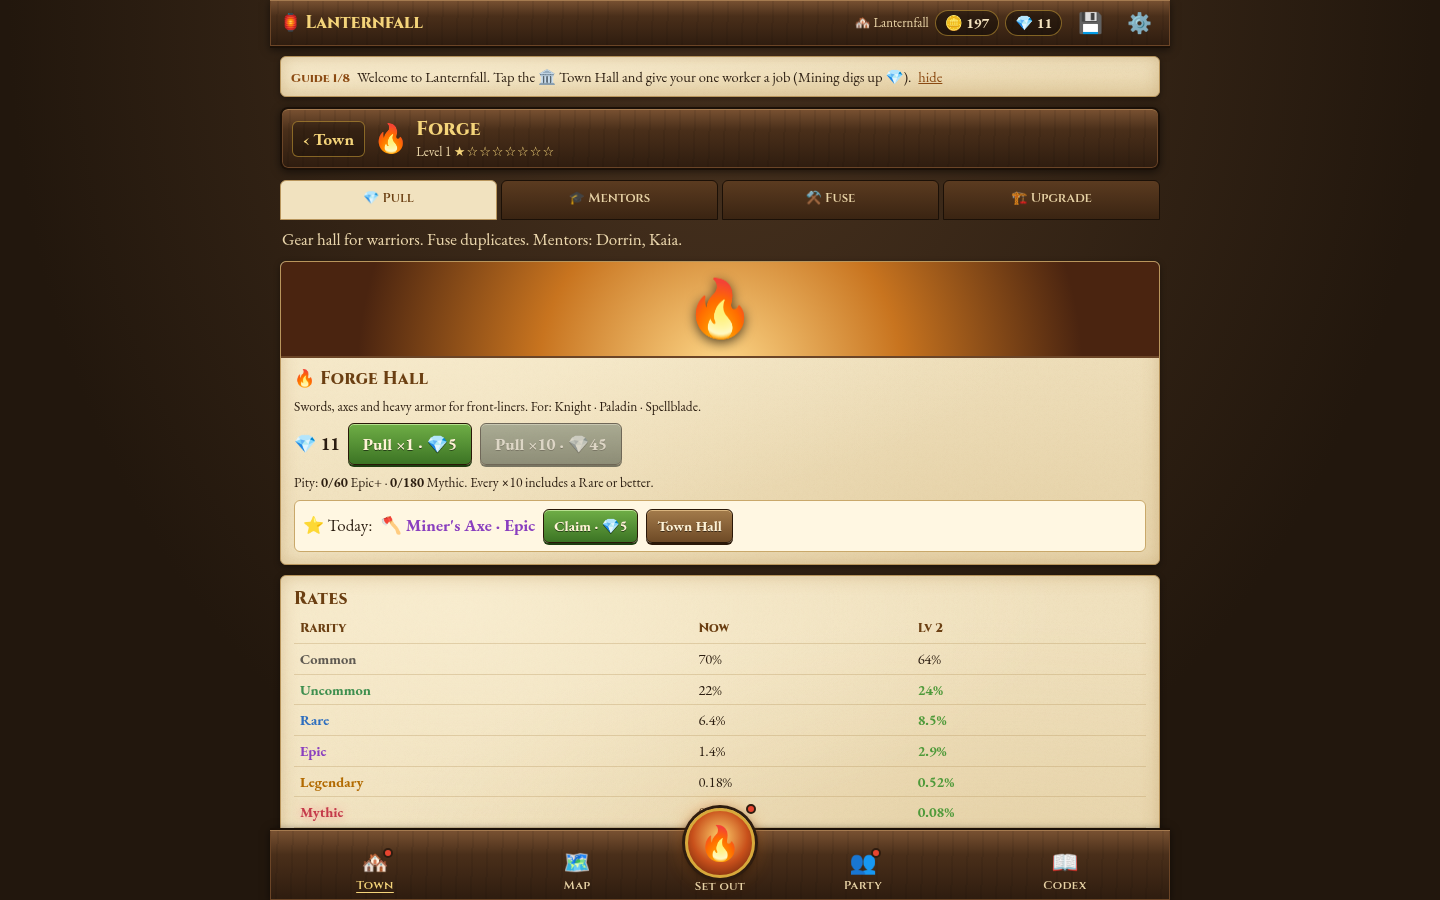 Lanternfall
Lanternfall 197 11
Guide 1/8 Welcome to Lanternfall. Tap the Town Hall and give your one worker a job (Mining digs up 💎). hide
‹ Town
Forge
Level 1 ★☆☆☆☆☆☆☆
Pull
Mentors
Fuse
Upgrade
Gear hall for warriors. Fuse duplicates. Mentors: Dorrin, Kaia.
Forge Hall
Swords, axes and heavy armor for front-liners. For: Knight · Paladin · Spellblade.
11 Pull ×1 · 💎5 Pull ×10 · 💎45
Pity: 0/60 Epic+ · 0/180 Mythic. Every ×10 includes a Rare or better.
Today: Miner's Axe · Epic Claim · 💎5 Town Hall
Rates
Rarity Now Lv 2
Common 70% 64%
Uncommon 22% 24%
Rare 6.4% 8.5%
Epic 1.4% 2.9%
Legendary 0.18% 0.52%
Mythic 0.08%
Town
Map
Set out
Party
Codex